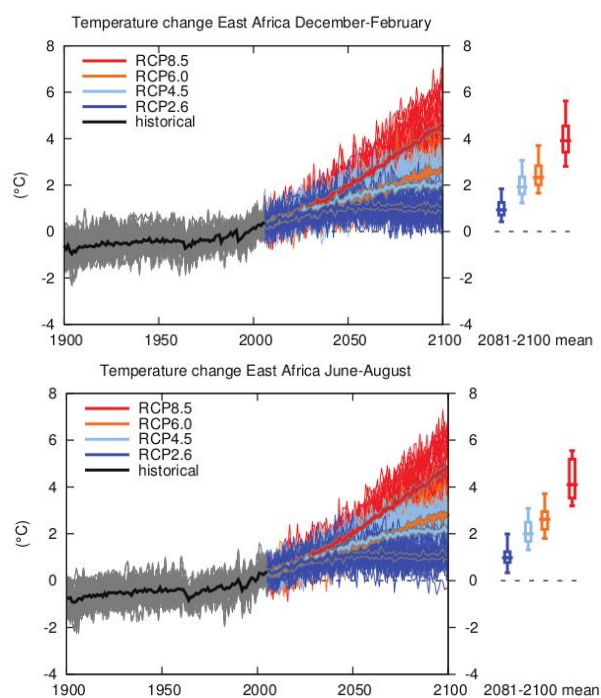 Temperature change East Africa December-February
8 8
RCP8.5
6 6
RCP6.0
RCP4.5
RCP2.6
4 4
historical
(°C)
2 2
0 0
-2 -2
-4 -4
1900 1950 2000 2050 2100 2081-2100 mean
Temperature change East Africa June-August
8 8
RCP8.5
6 6
RCP6.0
RCP4.5
RCP2.6
4 4
historical
(°C)
2 2
0 0
-2 -2
-4 -4
1900 1950 2000 2050 2100 2081-2100 mean